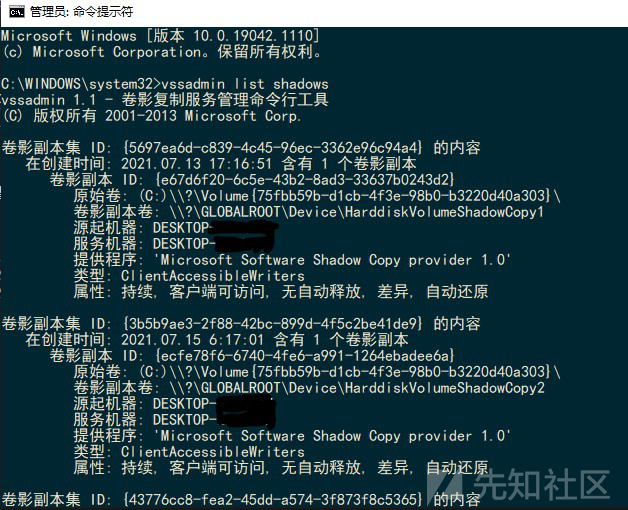 管理员: 命令提示符
Microsoft Windows [版本 10.0.19042.1110]
(c) Microsoft Corporation。保留所有权利。
C:\WINDOWS\system32>vssadmin list shadows
vssadmin 1.1 - 卷影复制服务管理命令行工具
(C) 版权所有 2001-2013 Microsoft Corp.
卷影副本集 ID: {5697ea6d-c839-4c45-96ec-3362e96c94a4} 的内容
在创建时间: 2021.07.13 17:16:51 含有 1 个卷影副本
卷影副本 ID: {e67d6f20-6c5e-43b2-8ad3-33637b0243d2}
原始卷: (C:)\\?\Volume{75fbb59b-d1cb-4f3e-98b0-b3220d40a303}\
卷影副本卷: \\?\GLOBALROOT\Device\HarddiskVolumeShadowCopy1
源起机器: DESKTOP-
服务机器: DESKTOP-
提供程序: 'Microsoft Software Shadow Copy provider 1.0'
类型: ClientAccessibleWriters
属性: 持续, 客户端可访问, 无自动释放, 差异, 自动还原
卷影副本集 ID: {3b5b9ae3-2f88-42bc-899d-4f5c2be41de9} 的内容
在创建时间: 2021.07.15 6:17:01 含有 1 个卷影副本
卷影副本 ID: {ecfe78f6-6740-4fe6-a991-1264ebadee6a}
原始卷: (C:)\\?\Volume{75fbb59b-d1cb-4f3e-98b0-b3220d40a303}\
卷影副本卷: \\?\GLOBALROOT\Device\HarddiskVolumeShadowCopy2
源起机器: DESKTOP-
服务机器: DESKTOP-
提供程序: 'Microsoft Software Shadow Copy provider 1.0'
类型: ClientAccessibleWriters
属性: 持续, 客户端可访问, 无自动释放, 差异, 自动还原
卷影副本集 ID: {43776cc8-fea2-45dd-a574-3f873f8c5365} 的内容
先知社区